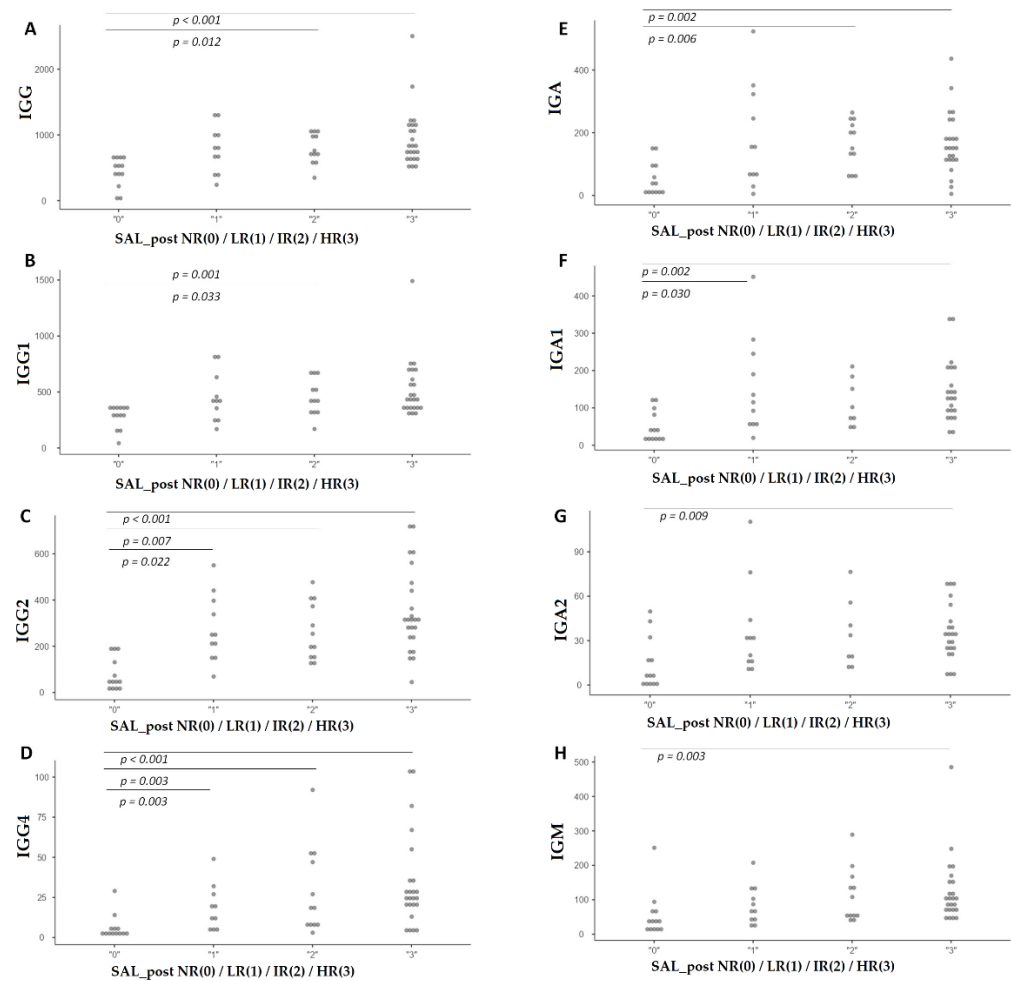 A
p < 0.001
p = 0.012
IGG
2000
1000
0
"0" "1" "2" "3"
SAL_post NR(0) / LR(1) / IR(2) / HR(3)
B
p = 0.001
p = 0.033
IGG1
1500
1000
500
0
"0" "1" "2" "3"
SAL_post NR(0) / LR(1) / IR(2) / HR(3)
C
p < 0.001
p = 0.007
p = 0.022
IGG2
600
400
200
0
"0" "1" "2" "3"
SAL_post NR(0) / LR(1) / IR(2) / HR(3)
D
p < 0.001
p = 0.003
p = 0.003
IGG4
100
75
50
25
0
"0" "1" "2" "3"
SAL_post NR(0) / LR(1) / IR(2) / HR(3)
E
p = 0.002
p = 0.006
IGA
400
200
0
"0" "1" "2" "3"
SAL_post NR(0) / LR(1) / IR(2) / HR(3)
F
p = 0.002
p = 0.030
IGA1
400
300
200
100
0
"0" "1" "2" "3"
SAL_post NR(0) / LR(1) / IR(2) / HR(3)
G
p = 0.009
IGA2
90
60
30
0
"0" "1" "2" "3"
SAL_post NR(0) / LR(1) / IR(2) / HR(3)
H
p = 0.003
IGM
500
400
300
200
100
0
"0" "1" "2" "3"
SAL_post NR(0) / LR(1) / IR(2) / HR(3)